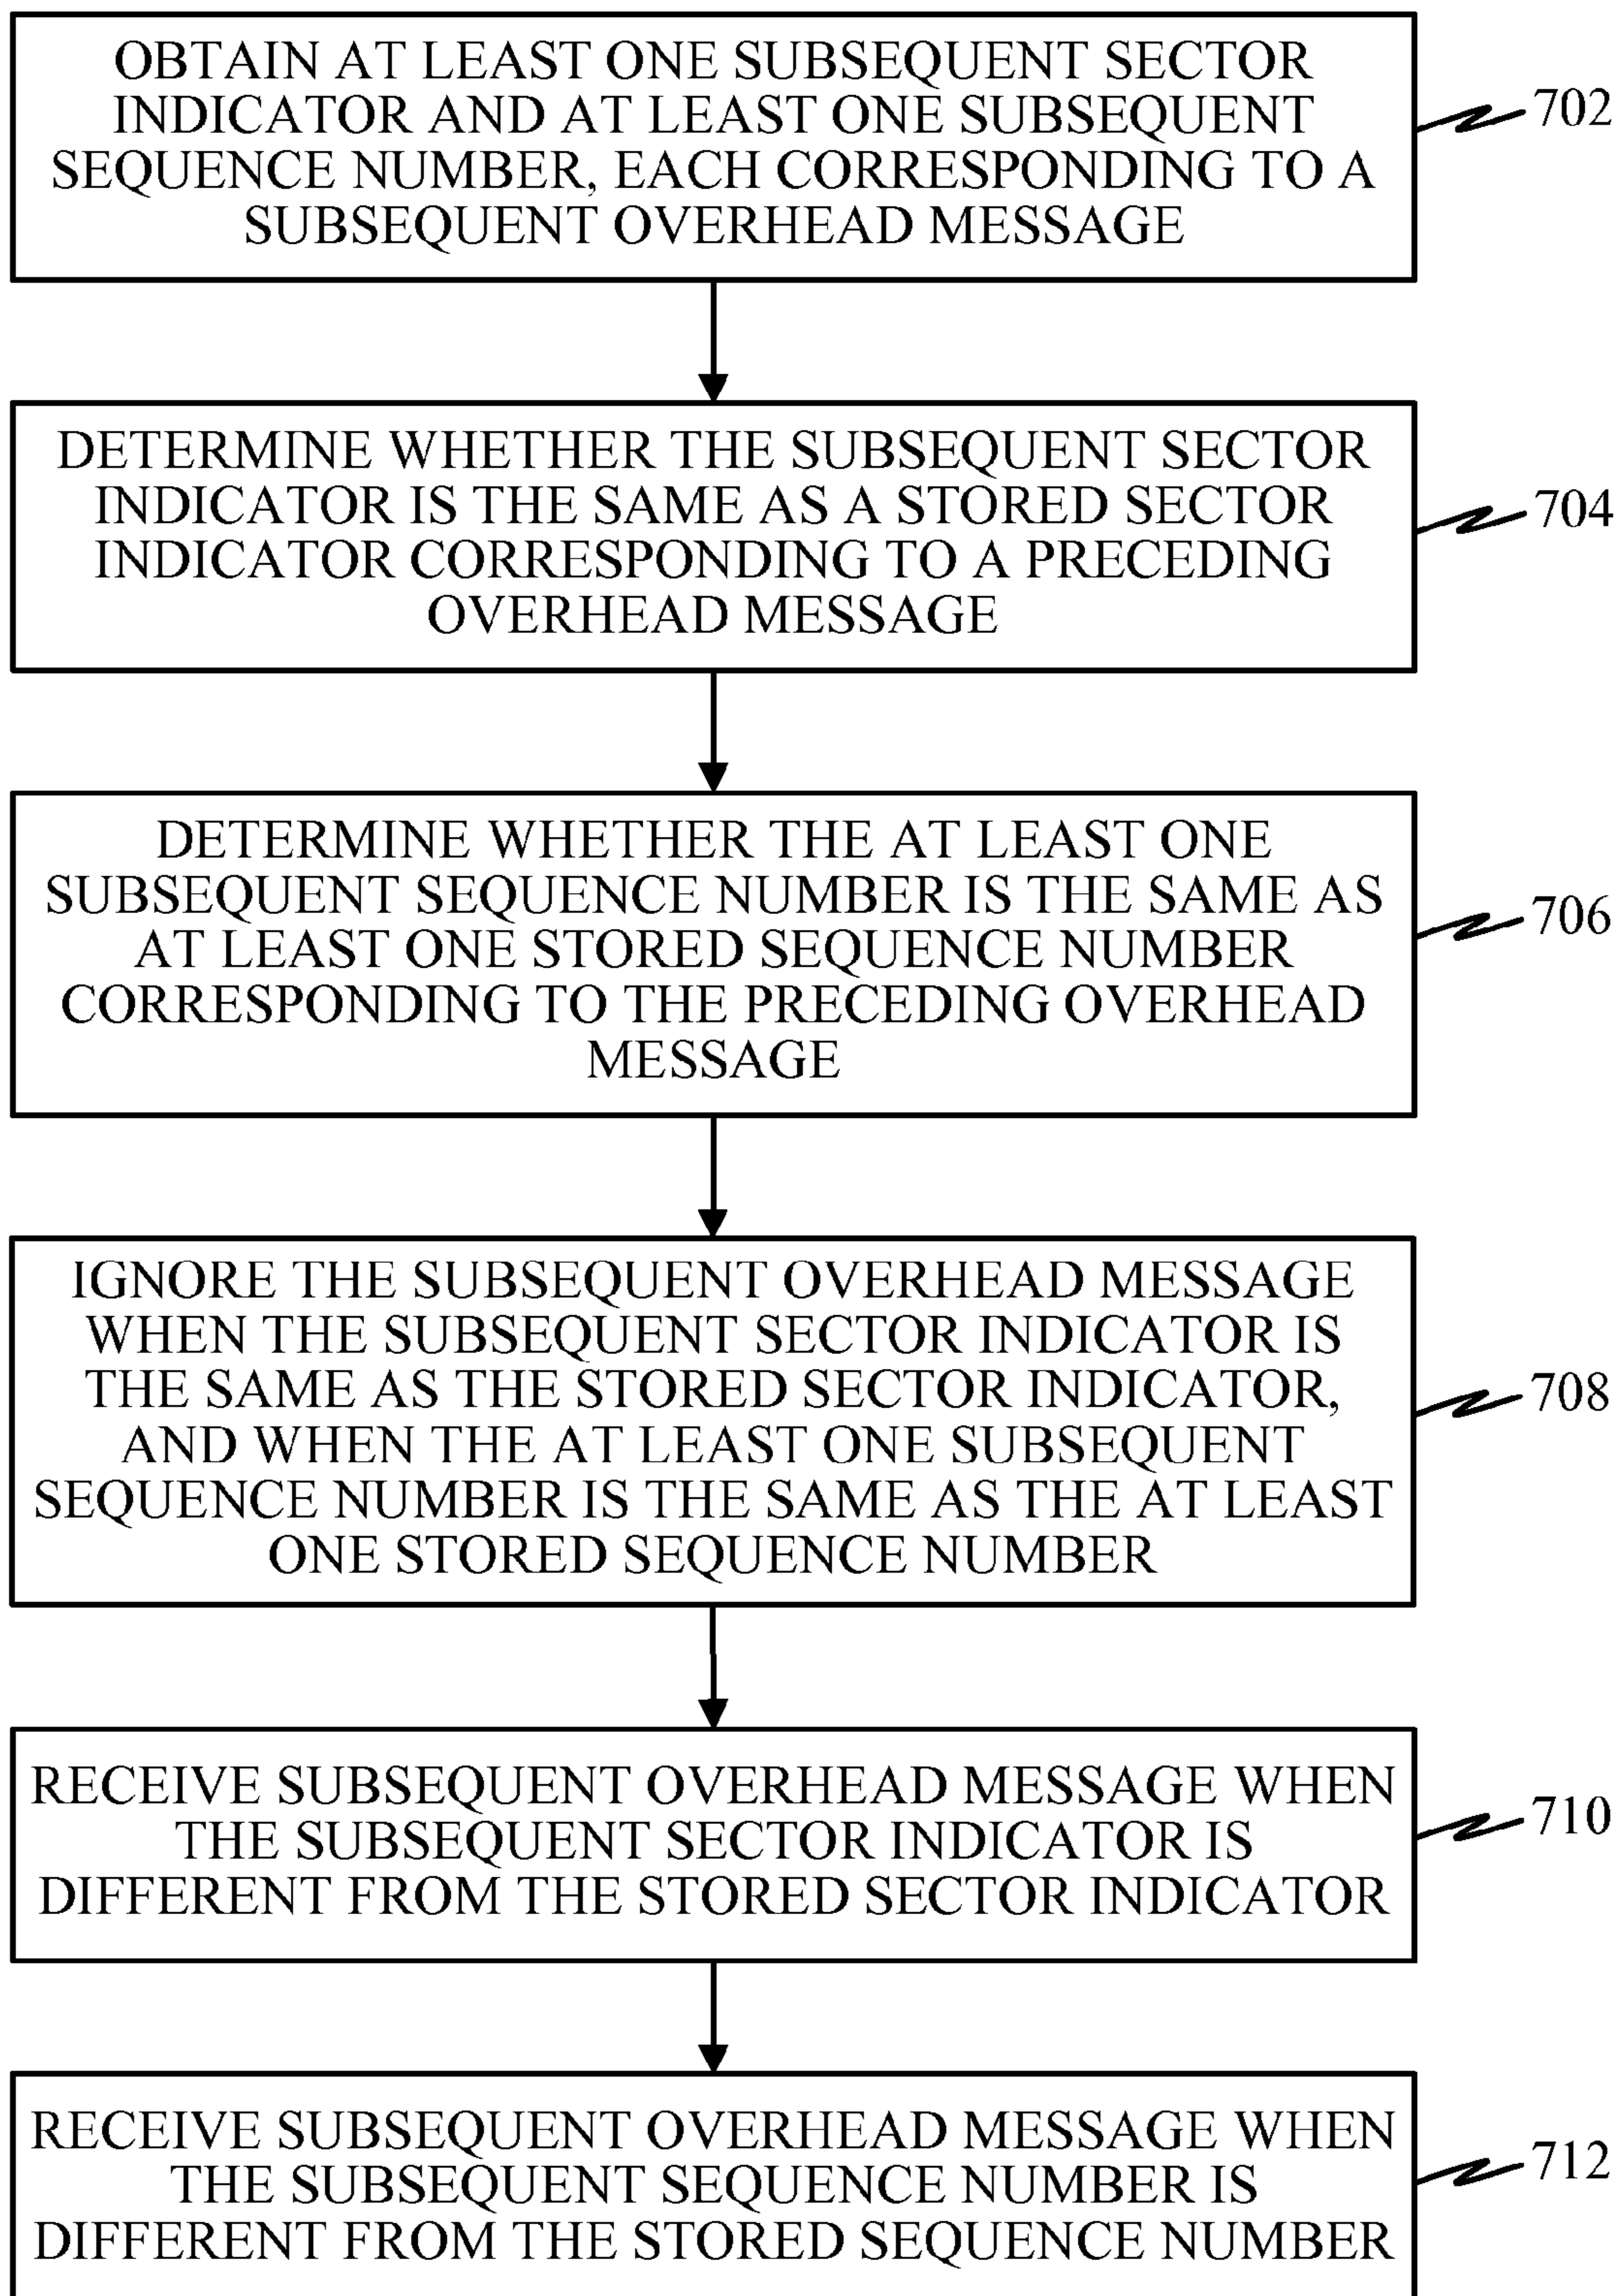 OBTAIN AT LEAST ONE SUBSEQUENT SECTOR
INDICATOR AND AT LEAST ONE SUBSEQUENT
SEQUENCE NUMBER, EACH CORRESPONDING TO A
SUBSEQUENT OVERHEAD MESSAGE
702
DETERMINE WHETHER THE SUBSEQUENT SECTOR
INDICATOR IS THE SAME AS A STORED SECTOR
INDICATOR CORRESPONDING TO A PRECEDING
OVERHEAD MESSAGE
704
DETERMINE WHETHER THE AT LEAST ONE
SUBSEQUENT SEQUENCE NUMBER IS THE SAME AS
AT LEAST ONE STORED SEQUENCE NUMBER
CORRESPONDING TO THE PRECEDING OVERHEAD
MESSAGE
706
IGNORE THE SUBSEQUENT OVERHEAD MESSAGE
WHEN THE SUBSEQUENT SECTOR INDICATOR IS
THE SAME AS THE STORED SECTOR INDICATOR,
AND WHEN THE AT LEAST ONE SUBSEQUENT
SEQUENCE NUMBER IS THE SAME AS THE AT LEAST
ONE STORED SEQUENCE NUMBER
708
RECEIVE SUBSEQUENT OVERHEAD MESSAGE WHEN
THE SUBSEQUENT SECTOR INDICATOR IS
DIFFERENT FROM THE STORED SECTOR INDICATOR
710
RECEIVE SUBSEQUENT OVERHEAD MESSAGE WHEN
THE SUBSEQUENT SEQUENCE NUMBER IS
DIFFERENT FROM THE STORED SEQUENCE NUMBER
712